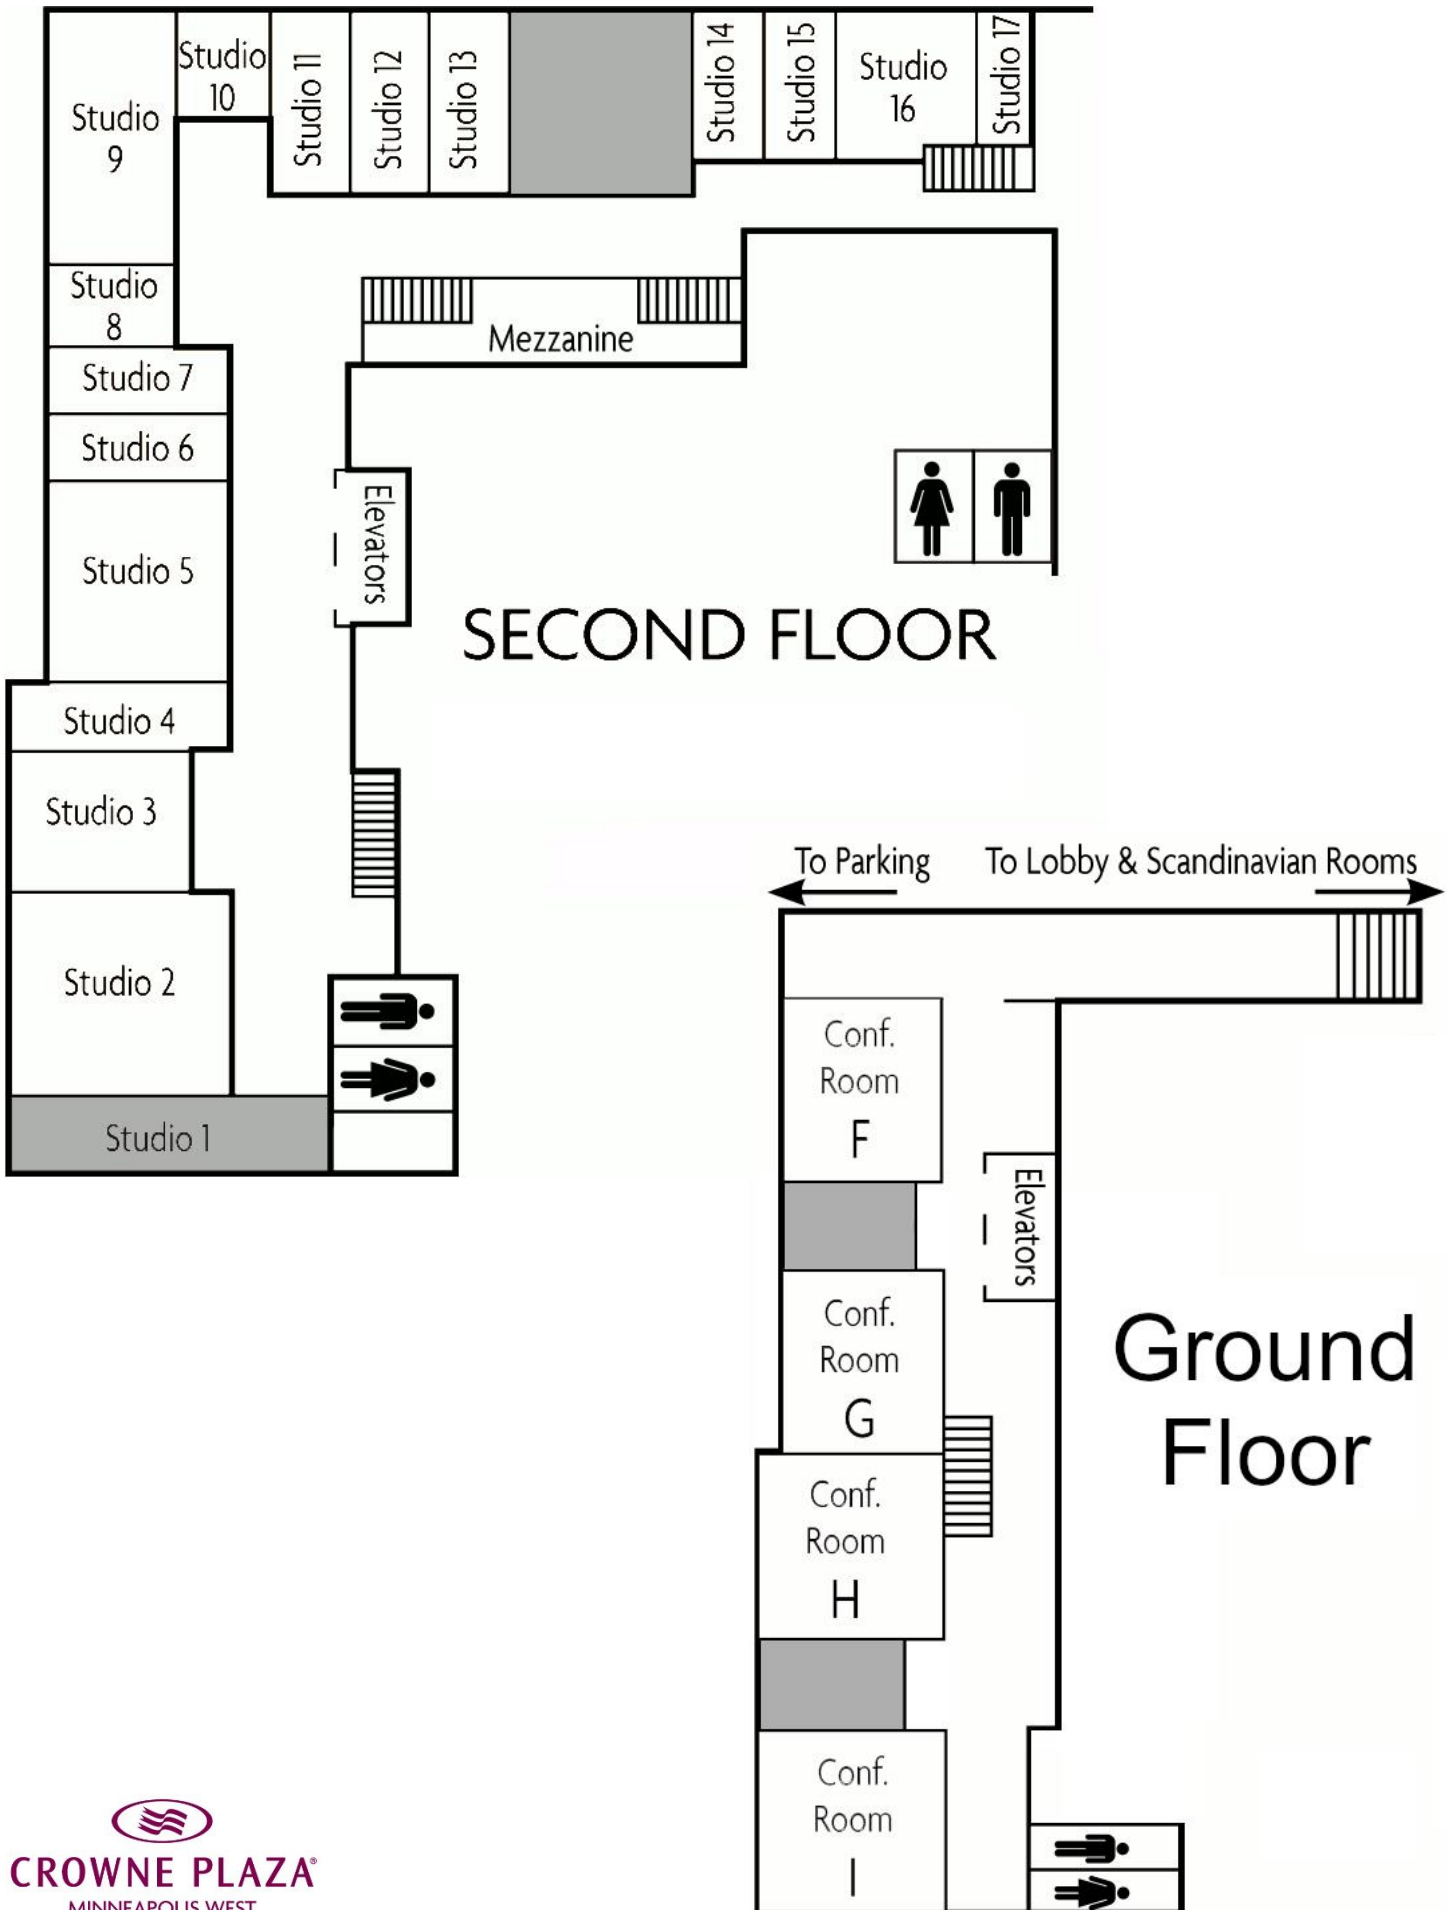 Studio
9
Studio
10
Studio 11
Studio 12
Studio 13
Studio 14
Studio 15
Studio
16
Studio 17
Studio
8
Studio 7
Studio 6
Studio 5
Studio 4
Studio 3
Studio 2
Studio 1
Mezzanine
Elevators
SECOND FLOOR
To Parking
To Lobby & Scandinavian Rooms
Conf.
Room
F
Elevators
Conf.
Room
G
Conf.
Room
H
Conf.
Room
I
Ground
Floor
CROWNE PLAZA®
MINNEAPOLIS WEST